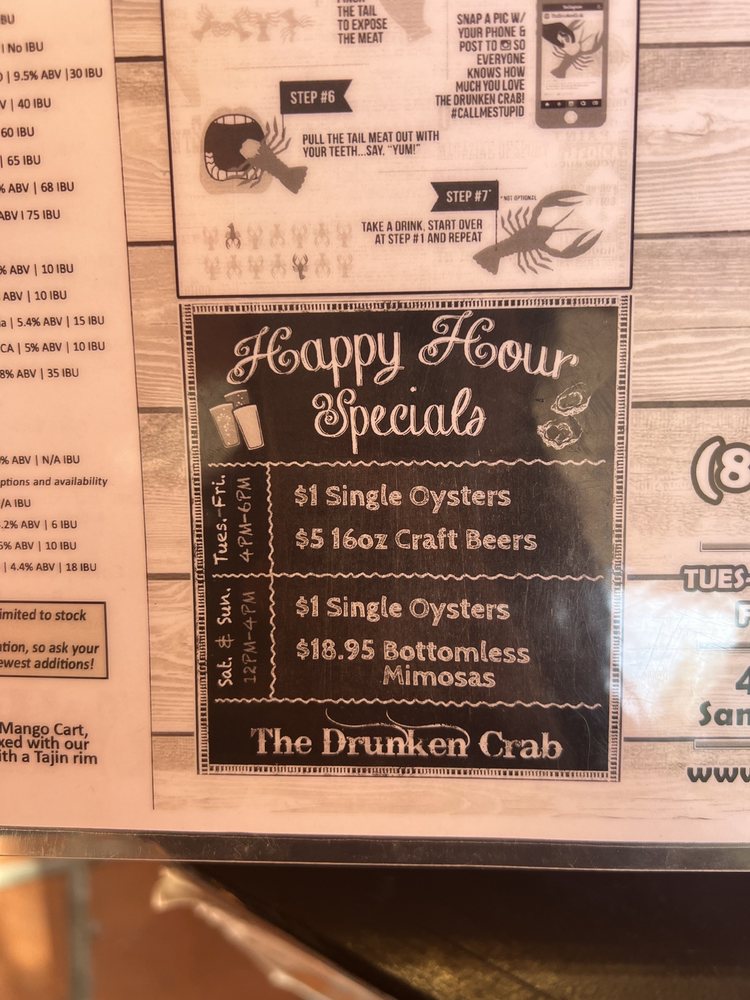 BU
| No IBU
| 9.5% ABV |30 IBU
V | 40 IBU
60 IBU
| 65 IBU
% ABV | 68 IBU
ABV I 75 IBU
% ABV | 10 IBU
ABV | 10 IBU
a | 5.4% ABV | 15 IBU
CA | 5% ABV | 10 IBU
8% ABV | 35 IBU
% ABV | N/A IBU
ptions and availability
/A IBU
.2% ABV | 6 IBU
5% ABV | 10 IBU
| 4.4% ABV | 18 IBU
imited to stock
tion, so ask your
ewest additions!
Mango Cart,
xed with our
ith a Tajin rim
THE TAIL
TO EXPOSE
THE MEAT
SNAP A PIC W/
YOUR PHONE &
POST TO SO
EVERYONE
KNOWS HOW
MUCH YOU LOVE
THE DRUNKEN CRAB!
#CALLMESTUPID
STEP #6
PULL THE TAIL MEAT OUT WITH
YOUR TEETH...SAY, "YUM!"
STEP #7*
*NOT OPTIONAL
TAKE A DRINK, START OVER
AT STEP #1 AND REPEAT
Happy Hour
Specials
Tues.-Fri.
4PM-6PM
$1 Single Oysters
$5 16oz Craft Beers
Sat. & Sun.
12PM-4PM
$1 Single Oysters
$18.95 Bottomless
Mimosas
The Drunken Crab
(8
TUES-
F
4
San
www